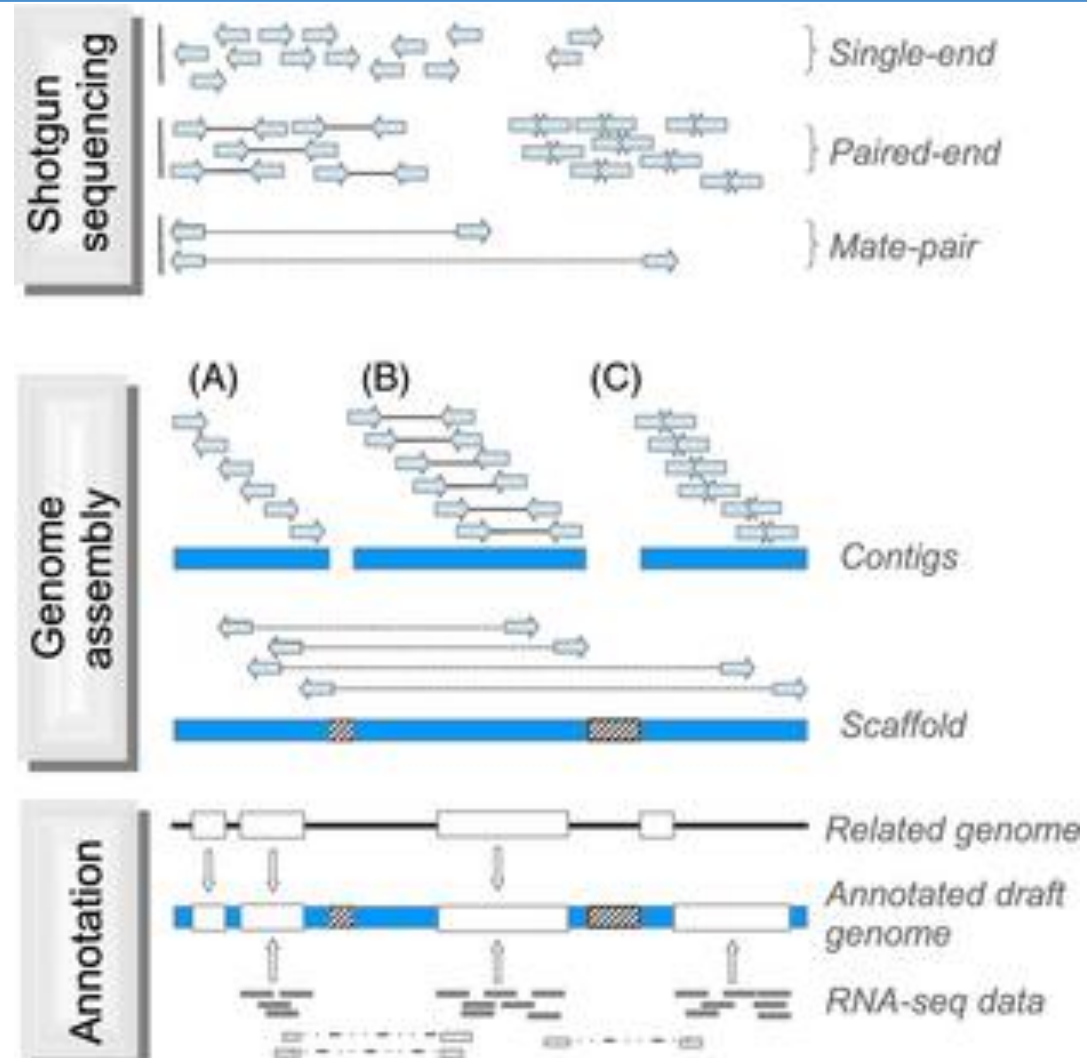 Shotgun
sequencing
Single-end
Paired-end
Mate-pair
Genome
assembly
(A) (B) (C)
Contigs
Scaffold
Annotation
Related genome
Annotated draft
genome
RNA-seq data